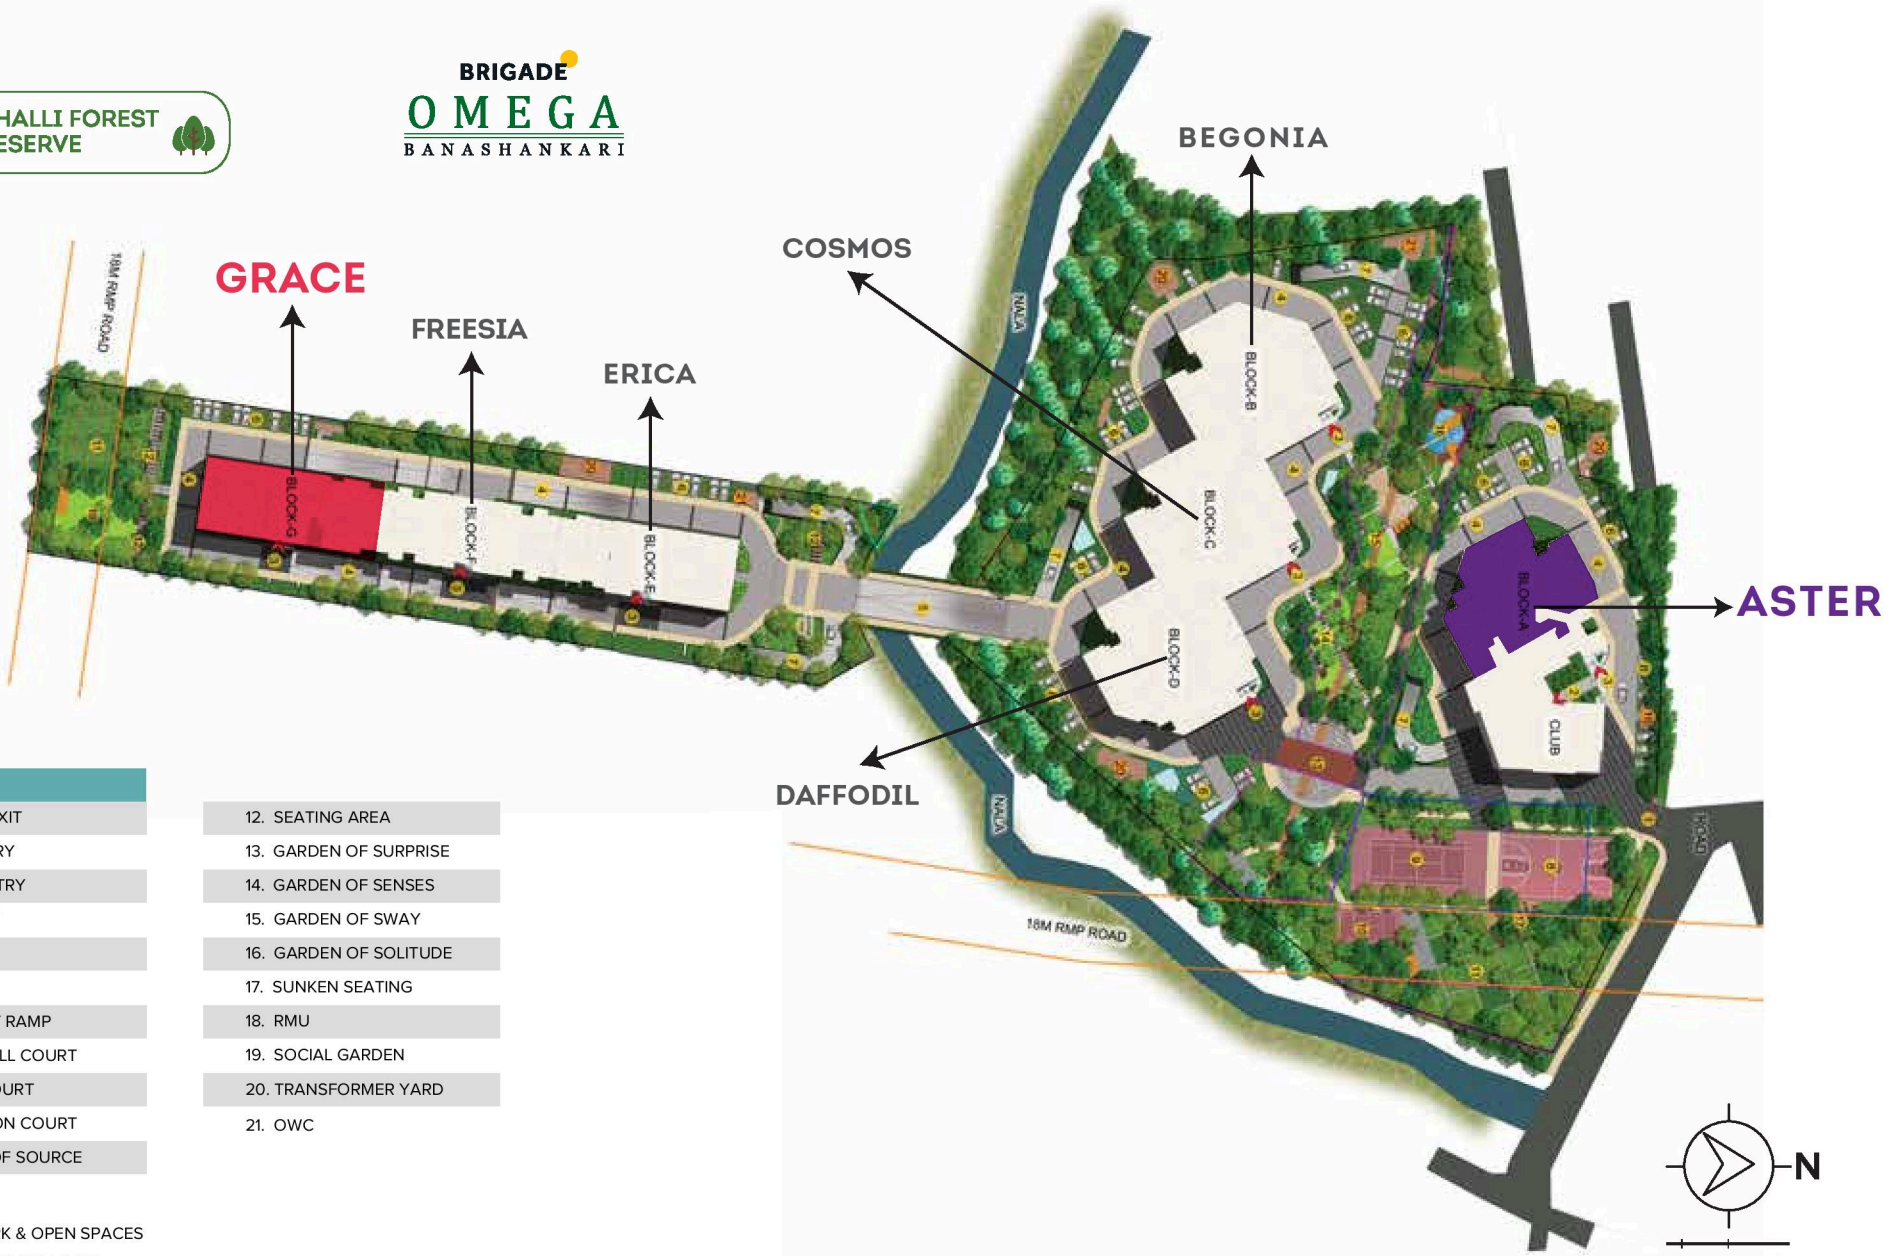 HALLI FOREST
ESERVE
BRIGADE
OMEGA
BANASHANKARI
BEGONIA
COSMOS
GRACE
FREESIA
ERICA
18M RMP ROAD
NALA
BLOCK-B
BLOCK-C
BLOCK-G
BLOCK-F
BLOCK-E
BLOCK-D
BLOCK-A
CLUB
ASTER
DAFFODIL
NALA
18M RMP ROAD
ROAD
XIT
RY
TRY
RAMP
LL COURT
OURT
ON COURT
OF SOURCE
K & OPEN SPACES
12. SEATING AREA
13. GARDEN OF SURPRISE
14. GARDEN OF SENSES
15. GARDEN OF SWAY
16. GARDEN OF SOLITUDE
17. SUNKEN SEATING
18. RMU
19. SOCIAL GARDEN
20. TRANSFORMER YARD
21. OWC
N